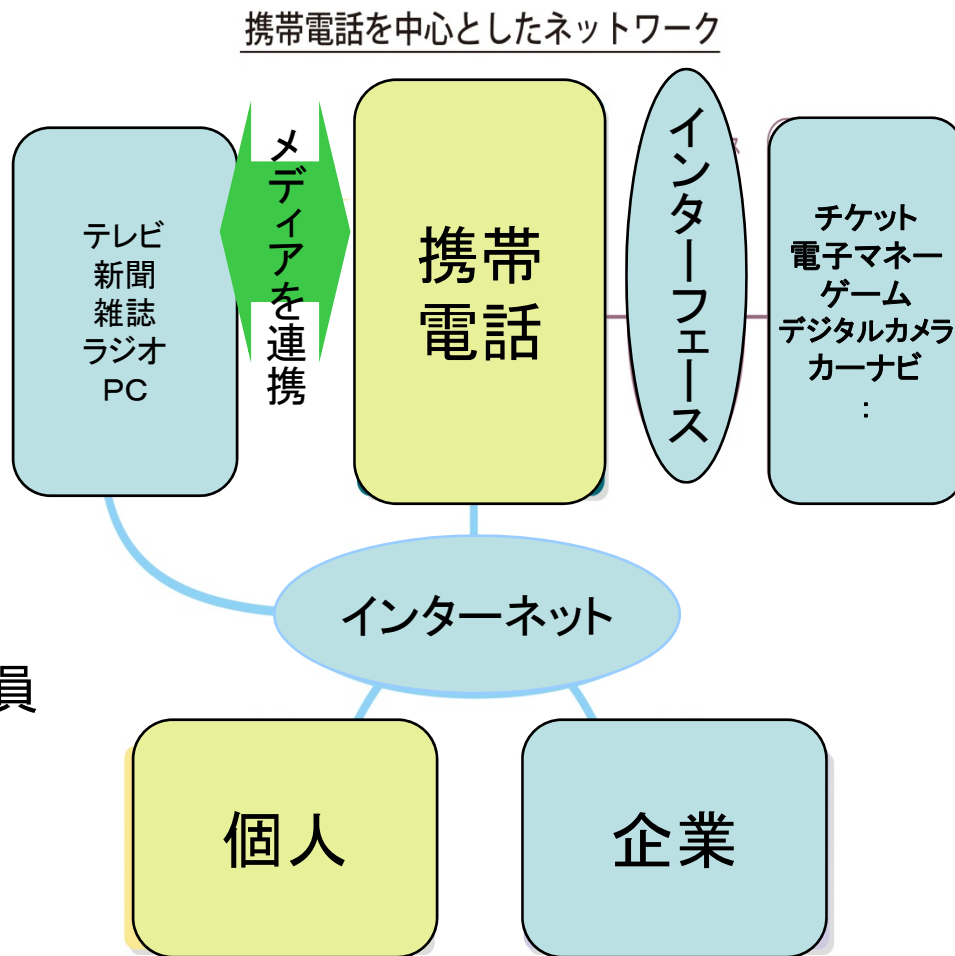 携帯電話を中心としたネットワーク
テレビ
新聞
雑誌
ラジオ
PC
メディアを連携
携帯
電話
インターフェース
チケット
電子マネー
ゲーム
デジタルカメラ
カーナビ
：
インターネット
員
個人
企業